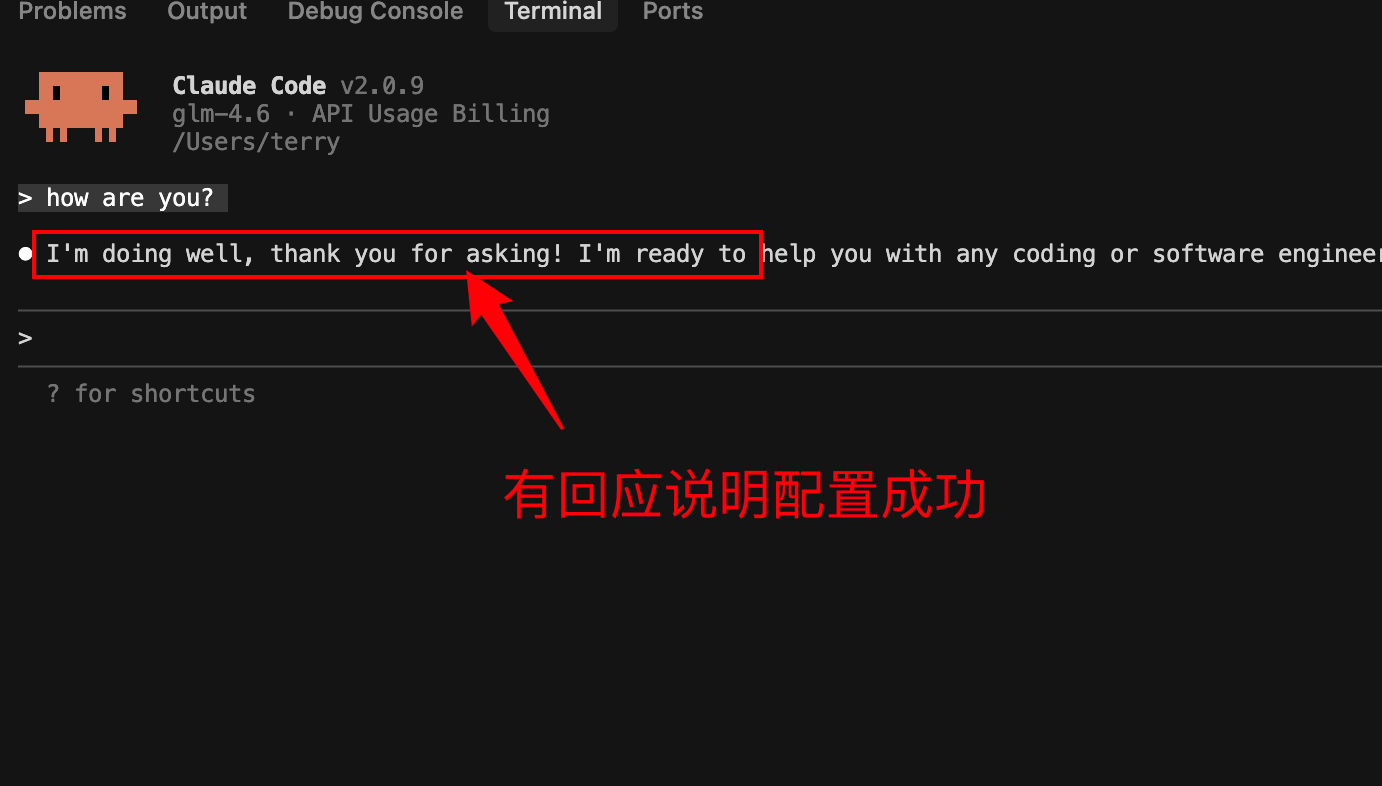 Problems Output Debug Console Terminal Ports
Claude Code v2.0.9
glm-4.6 · API Usage Billing
/Users/terry
> how are you?
● I'm doing well, thank you for asking! I'm ready to help you with any coding or software engineer
>
? for shortcuts
有回应说明配置成功